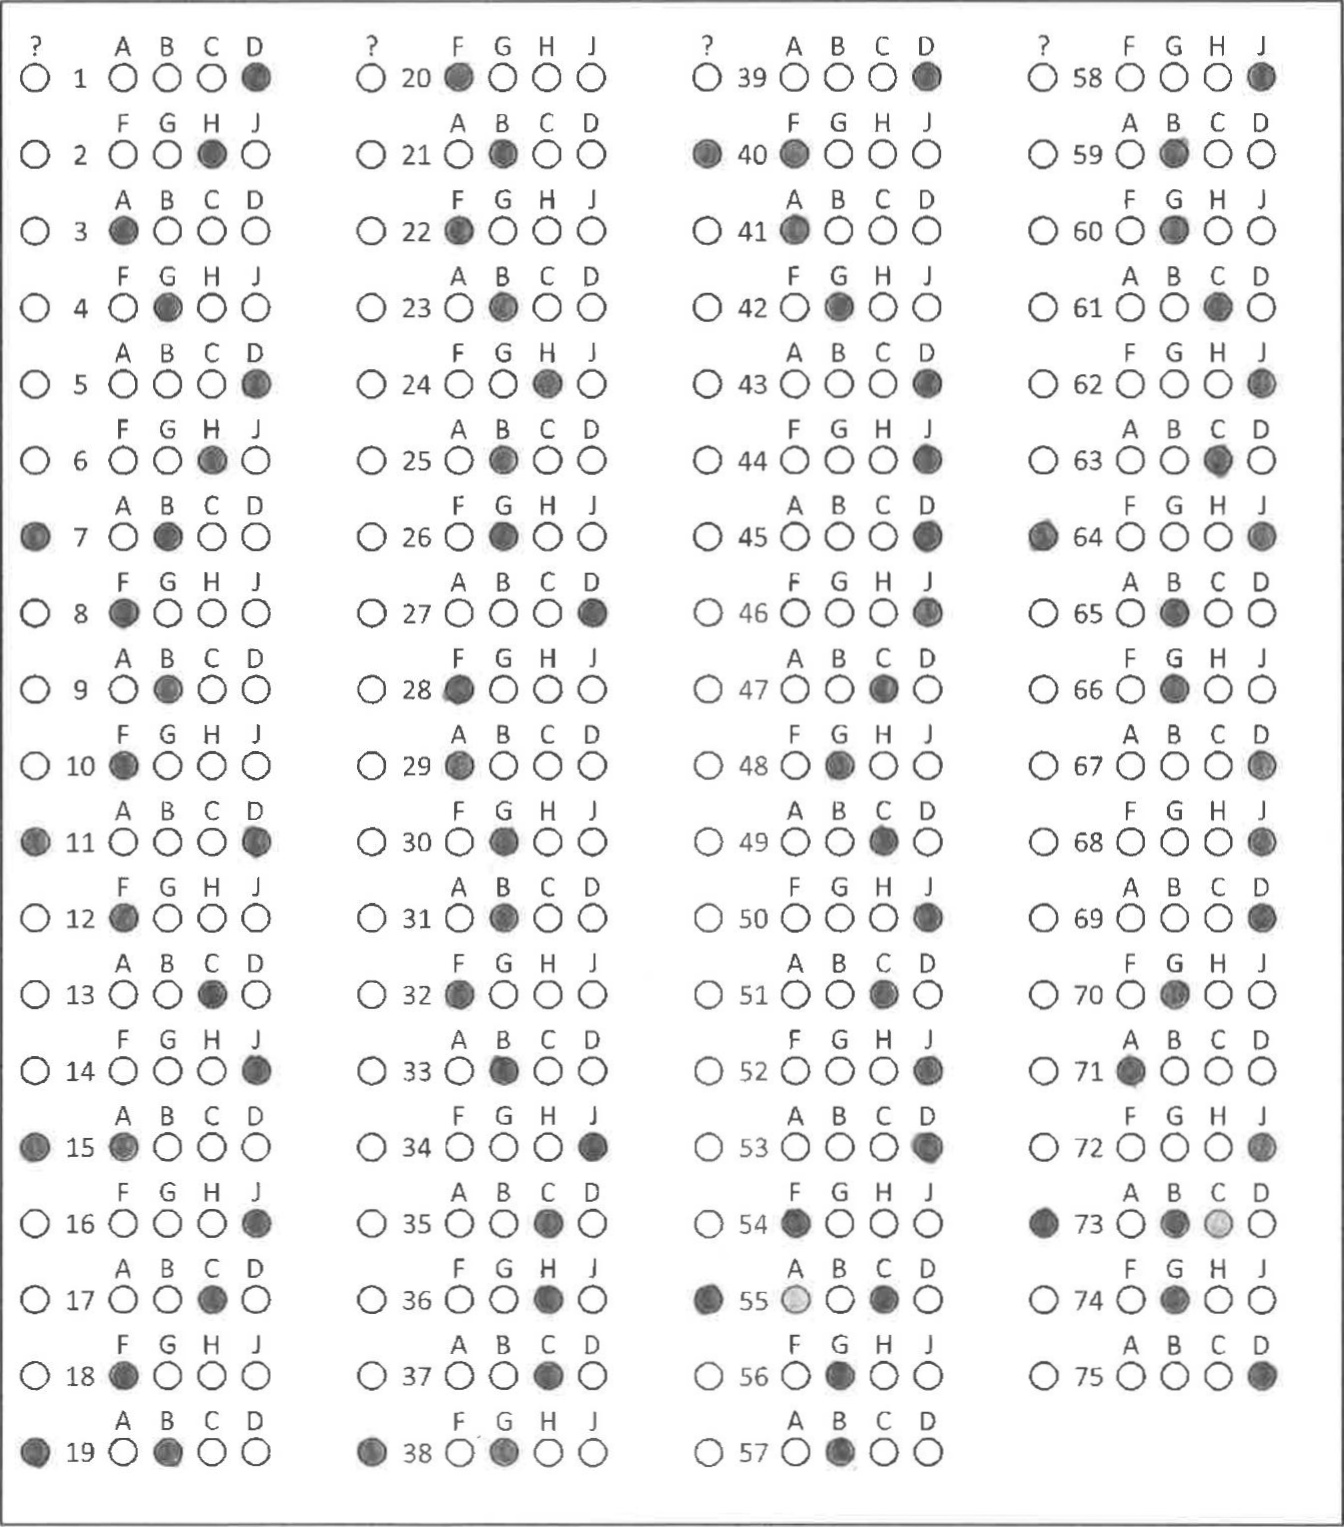 ? A B C D
1
F G H J
2
A B C D
3
F G H J
4
A B C D
5
F G H J
6
A B C D
7
F G H J
8
A B C D
9
F G H J
10
A B C D
11
F G H J
12
A B C D
13
F G H J
14
A B C D
15
F G H J
16
A B C D
17
F G H J
18
A B C D
19
? F G H J
20
A B C D
21
F G H J
22
A B C D
23
F G H J
24
A B C D
25
F G H J
26
A B C D
27
F G H J
28
A B C D
29
F G H J
30
A B C D
31
F G H J
32
A B C D
33
F G H J
34
A B C D
35
F G H J
36
A B C D
37
F G H J
38
? A B C D
39
F G H J
40
A B C D
41
F G H J
42
A B C D
43
F G H J
44
A B C D
45
F G H J
46
A B C D
47
F G H J
48
A B C D
49
F G H J
50
A B C D
51
F G H J
52
A B C D
53
F G H J
54
A B C D
55
F G H J
56
A B C D
57
? F G H J
58
A B C D
59
F G H J
60
A B C D
61
F G H J
62
A B C D
63
F G H J
64
A B C D
65
F G H J
66
A B C D
67
F G H J
68
A B C D
69
F G H J
70
A B C D
71
F G H J
72
A B C D
73
F G H J
74
A B C D
75